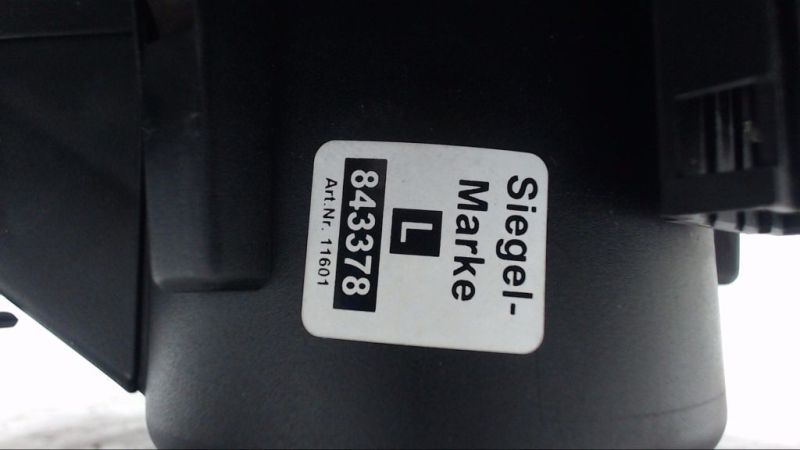 Siegel-
Marke
L
843378
Art.Nr. 11601